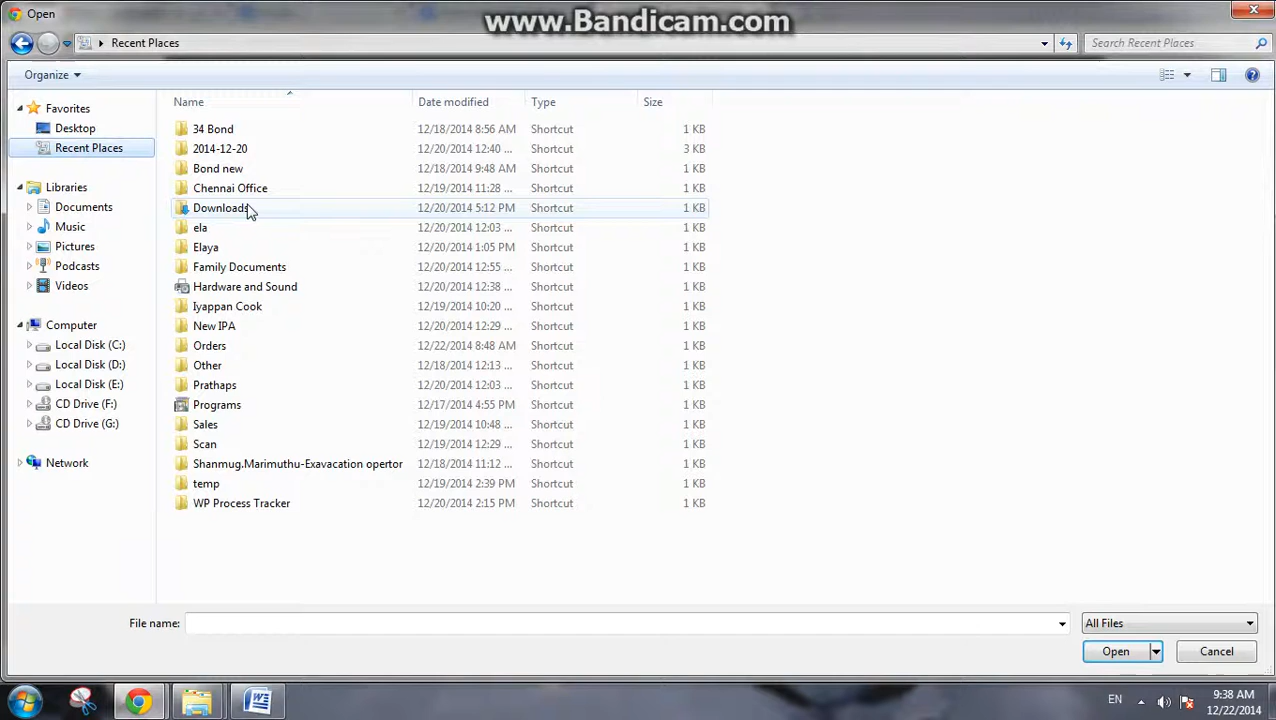 Open
www.Bandicam.com
Recent Places
Search Recent Places
Organize
Name Date modified Type Size
Favorites
Desktop
Recent Places
Libraries
Documents
Music
Pictures
Podcasts
Videos
Computer
Local Disk (C:)
Local Disk (D:)
Local Disk (E:)
CD Drive (F:)
CD Drive (G:)
Network
34 Bond 12/18/2014 8:56 AM Shortcut 1 KB
2014-12-20 12/20/2014 12:40 ... Shortcut 3 KB
Bond new 12/18/2014 9:48 AM Shortcut 1 KB
Chennai Office 12/19/2014 11:28 ... Shortcut 1 KB
Downloads 12/20/2014 5:12 PM Shortcut 1 KB
ela 12/20/2014 12:03 ... Shortcut 1 KB
Elaya 12/20/2014 1:05 PM Shortcut 1 KB
Family Documents 12/20/2014 12:55 ... Shortcut 1 KB
Hardware and Sound 12/20/2014 12:38 ... Shortcut 1 KB
Iyappan Cook 12/19/2014 10:20 ... Shortcut 1 KB
New IPA 12/20/2014 12:29 ... Shortcut 1 KB
Orders 12/22/2014 8:48 AM Shortcut 1 KB
Other 12/18/2014 12:13 ... Shortcut 1 KB
Prathaps 12/20/2014 12:03 ... Shortcut 1 KB
Programs 12/17/2014 4:55 PM Shortcut 1 KB
Sales 12/19/2014 10:48 ... Shortcut 1 KB
Scan 12/19/2014 12:29 ... Shortcut 1 KB
Shanmug.Marimuthu-Exavacation opertor 12/18/2014 11:12 ... Shortcut 1 KB
temp 12/19/2014 2:39 PM Shortcut 1 KB
WP Process Tracker 12/20/2014 2:15 PM Shortcut 1 KB
File name:
All Files
Open
Cancel
EN
9:38 AM
12/22/2014